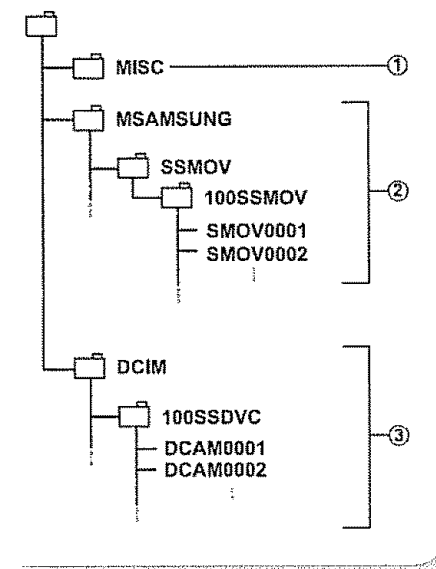 MISC ①
MSAMSUNG
SSMOV
②
100SSMOV
SMOV0001
SMOV0002
DCIM
100SSDVC
③
DCAM0001
DCAM0002